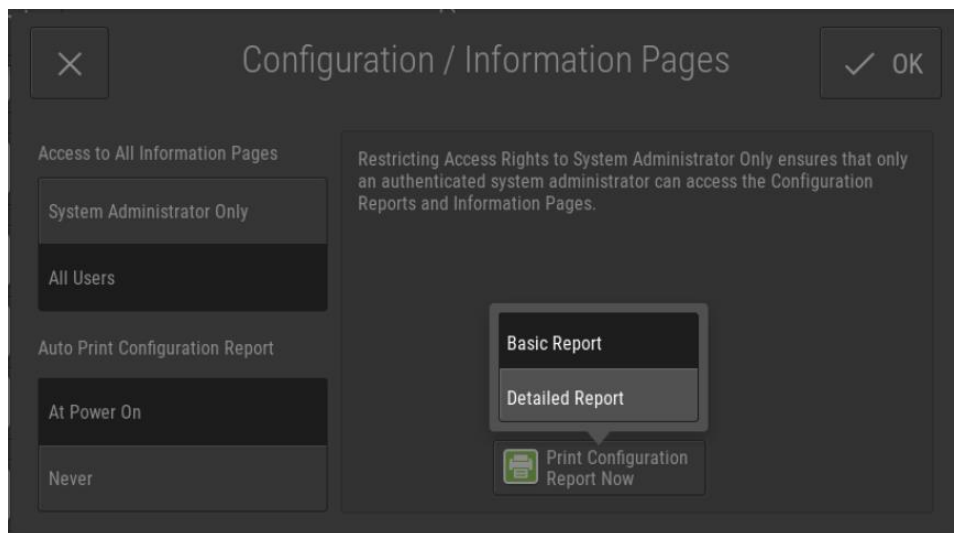 Configuration / Information Pages
OK
Access to All Information Pages
System Administrator Only
All Users
Auto Print Configuration Report
At Power On
Never
Restricting Access Rights to System Administrator Only ensures that only
an authenticated system administrator can access the Configuration
Reports and Information Pages.
Basic Report
Detailed Report
Print Configuration
Report Now